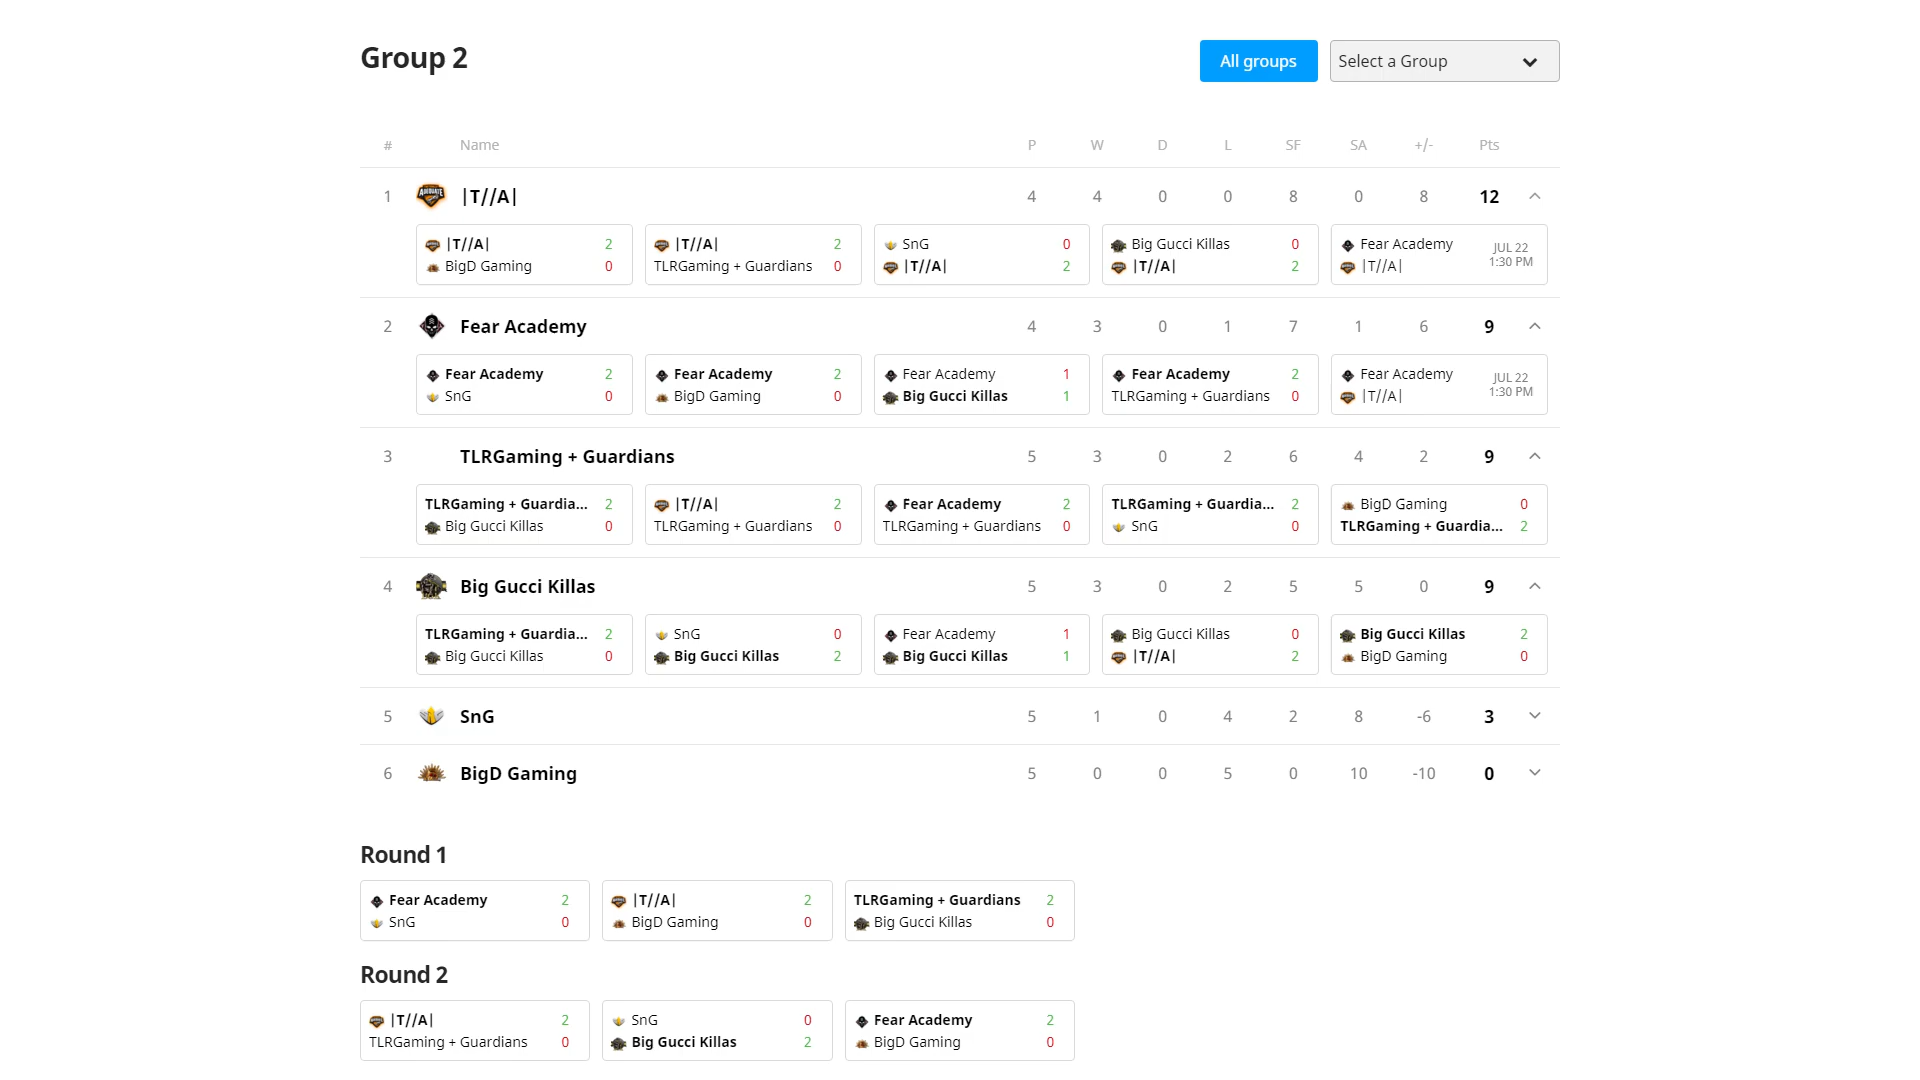 Group 2
All groups
Select a Group
# Name P W D L SF SA +/- Pts
1 |T//A| 4 4 0 0 8 0 8 12
|T//A| 2
BigD Gaming 0
|T//A| 2
TLRGaming + Guardians 0
SnG 0
|T//A| 2
Big Gucci Killas 0
|T//A| 2
Fear Academy
|T//A|
JUL 22
1:30 PM
2 Fear Academy 4 3 0 1 7 1 6 9
Fear Academy 2
SnG 0
Fear Academy 2
BigD Gaming 0
Fear Academy 1
Big Gucci Killas 1
Fear Academy 2
TLRGaming + Guardians 0
Fear Academy
|T//A|
JUL 22
1:30 PM
3 TLRGaming + Guardians 5 3 0 2 6 4 2 9
TLRGaming + Guardia... 2
Big Gucci Killas 0
|T//A| 2
TLRGaming + Guardians 0
Fear Academy 2
TLRGaming + Guardians 0
TLRGaming + Guardia... 2
SnG 0
BigD Gaming 0
TLRGaming + Guardia... 2
4 Big Gucci Killas 5 3 0 2 5 5 0 9
TLRGaming + Guardia... 2
Big Gucci Killas 0
SnG 0
Big Gucci Killas 2
Fear Academy 1
Big Gucci Killas 1
Big Gucci Killas 0
|T//A| 2
Big Gucci Killas 2
BigD Gaming 0
5 SnG 5 1 0 4 2 8 -6 3
6 BigD Gaming 5 0 0 5 0 10 -10 0
Round 1
Fear Academy 2
SnG 0
|T//A| 2
BigD Gaming 0
TLRGaming + Guardians 2
Big Gucci Killas 0
Round 2
|T//A| 2
TLRGaming + Guardians 0
SnG 0
Big Gucci Killas 2
Fear Academy 2
BigD Gaming 0